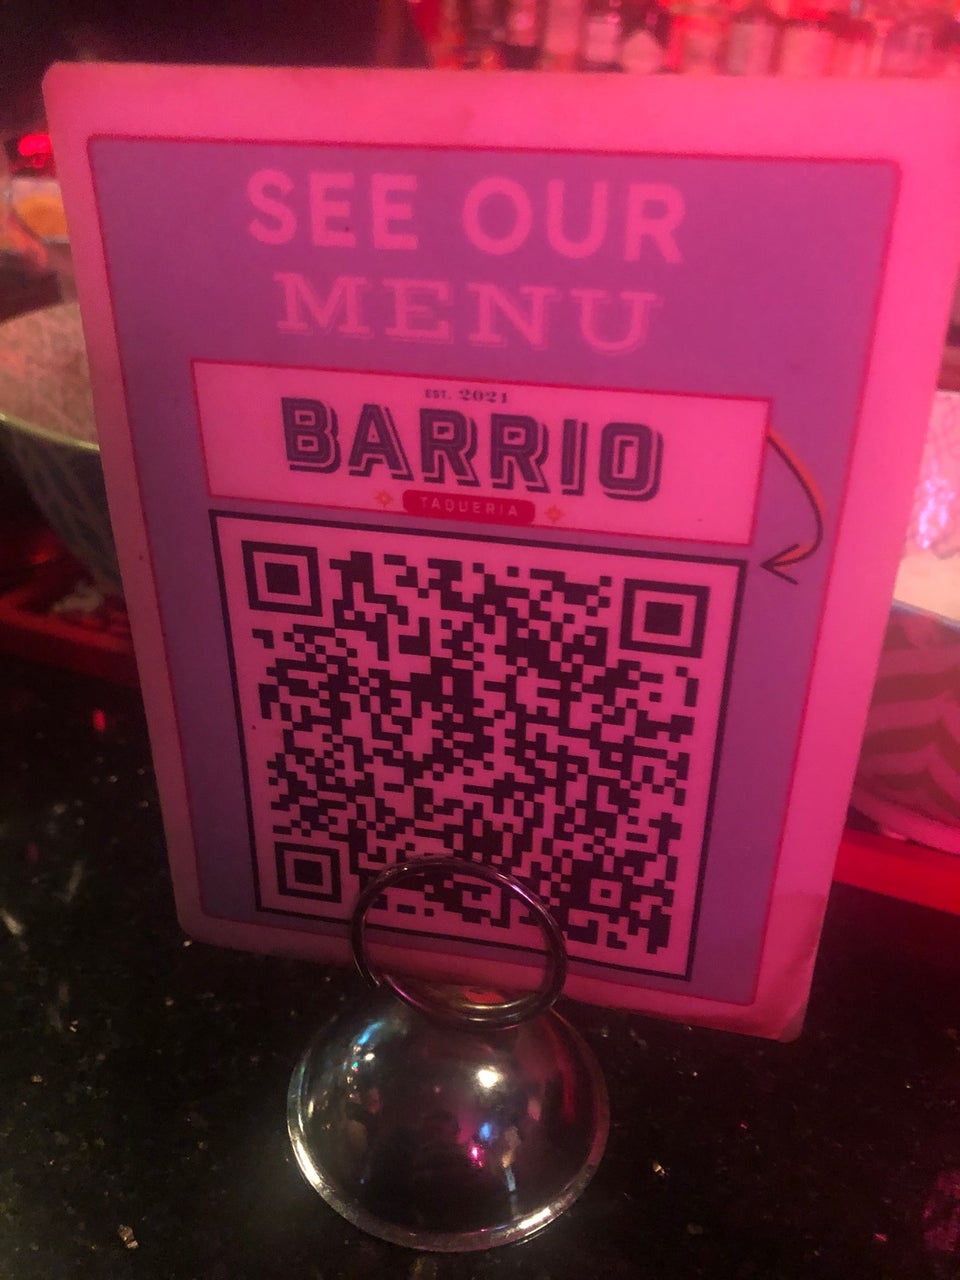 SEE OUR
MENU
EST. 2021
BARRIO
TAQUERIA